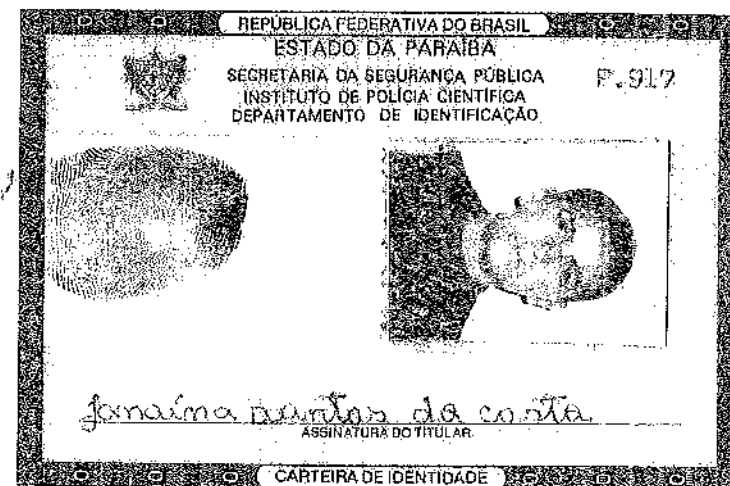 REPÚBLICA FEDERATIVA DO BRASIL
ESTADO DA PARAÍBA
SECRETARIA DA SEGURANÇA PÚBLICA
P.917
INSTITUTO DE POLÍCIA CIENTÍFICA
DEPARTAMENTO DE IDENTIFICAÇÃO
Janaína Santos da costa
ASSINATURA DO TITULAR
CARTEIRA DE IDENTIDADE